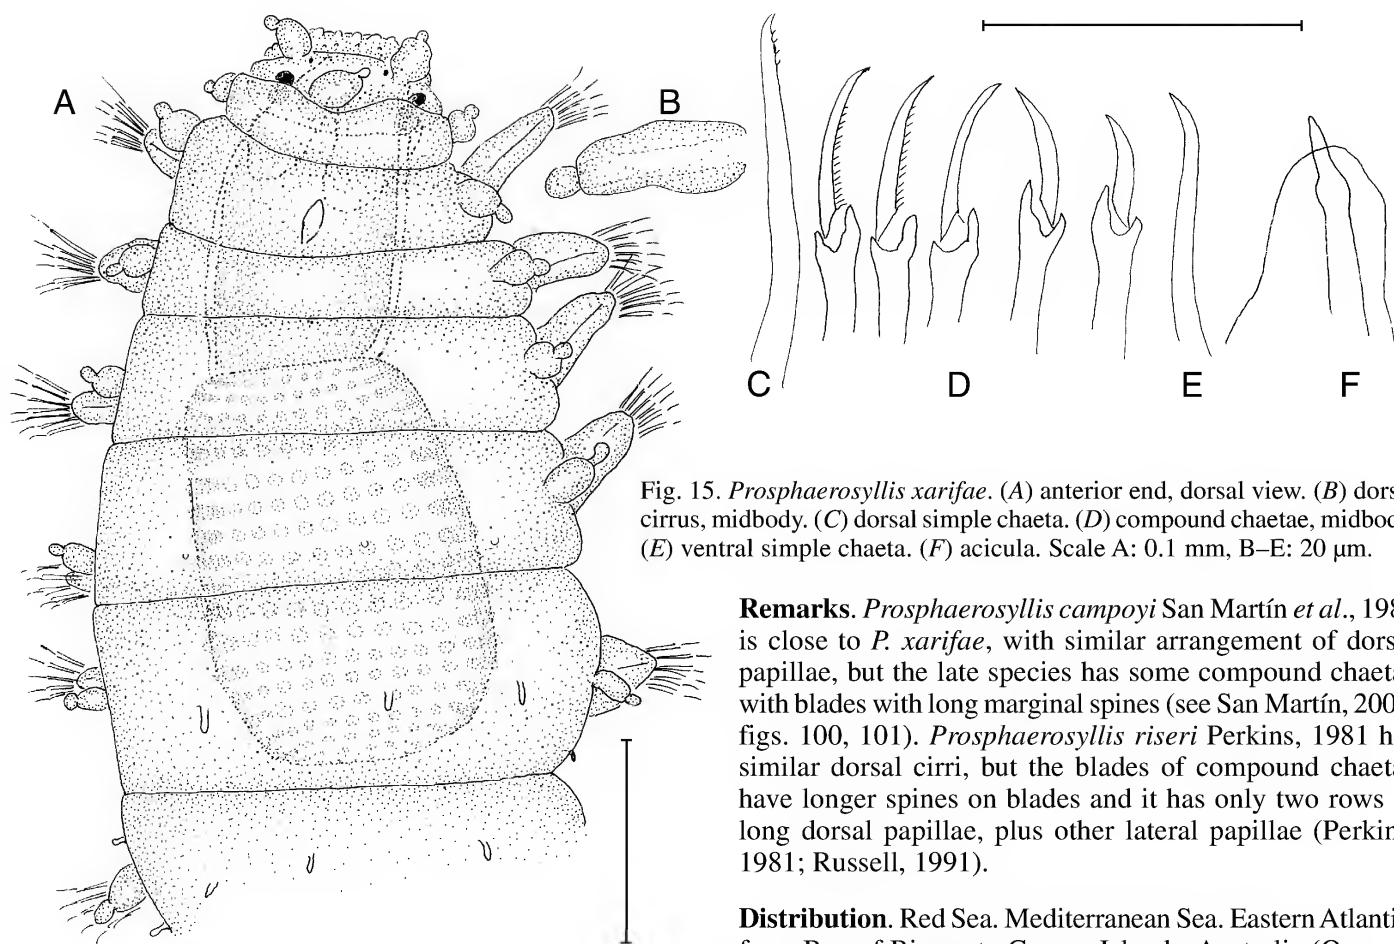 A
B
C
D
E
F
Fig. 15. Prosphaerosyllis xarifae. (A) anterior end, dorsal view. (B) dors
cirrus, midbody. (C) dorsal simple chaeta. (D) compound chaetae, midbod
(E) ventral simple chaeta. (F) acicula. Scale A: 0.1 mm, B–E: 20 μm.
Remarks. Prosphaerosyllis campoyi San Martín et al., 198
is close to P. xarifae, with similar arrangement of dors
papillae, but the late species has some compound chaeta
with blades with long marginal spines (see San Martín, 200
figs. 100, 101). Prosphaerosyllis riseri Perkins, 1981 h
similar dorsal cirri, but the blades of compound chaeta
have longer spines on blades and it has only two rows
long dorsal papillae, plus other lateral papillae (Perkin
1981; Russell, 1991).
Distribution. Red Sea. Mediterranean Sea. Eastern Atlanti